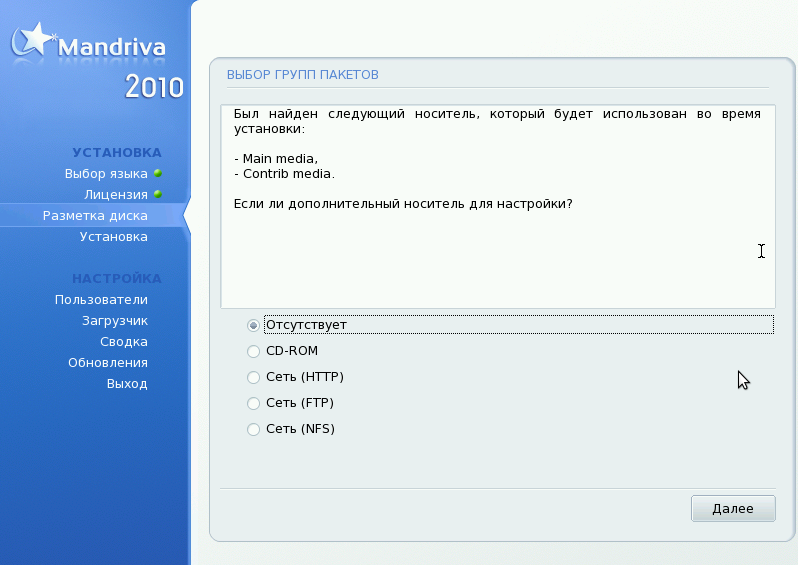 Mandriva
2010
УСТАНОВКА
Выбор языка
Лицензия
Разметка диска
Установка
НАСТРОЙКА
Пользователи
Загрузчик
Сводка
Обновления
Выход
ВЫБОР ГРУПП ПАКЕТОВ
Был найден следующий носитель, который будет использован во время
установки:
- Main media,
- Contrib media.
Если ли дополнительный носитель для настройки?
Отсутствует
CD-ROM
Сеть (HTTP)
Сеть (FTP)
Сеть (NFS)
Далее